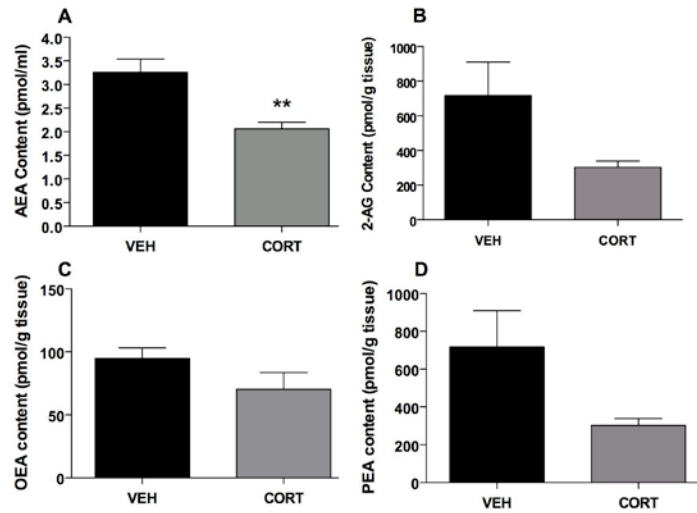 A
AEA Content (pmol/ml)
4.0
3.5
3.0
2.5
2.0
1.5
1.0
0.5
0.0
**
VEH CORT
B
2-AG Content (pmol/g tissue)
1000
800
600
400
200
0
VEH CORT
C
OEA content (pmol/g tissue)
150
100
50
0
VEH CORT
D
PEA content (pmol/g tissue)
1000
800
600
400
200
0
VEH CORT